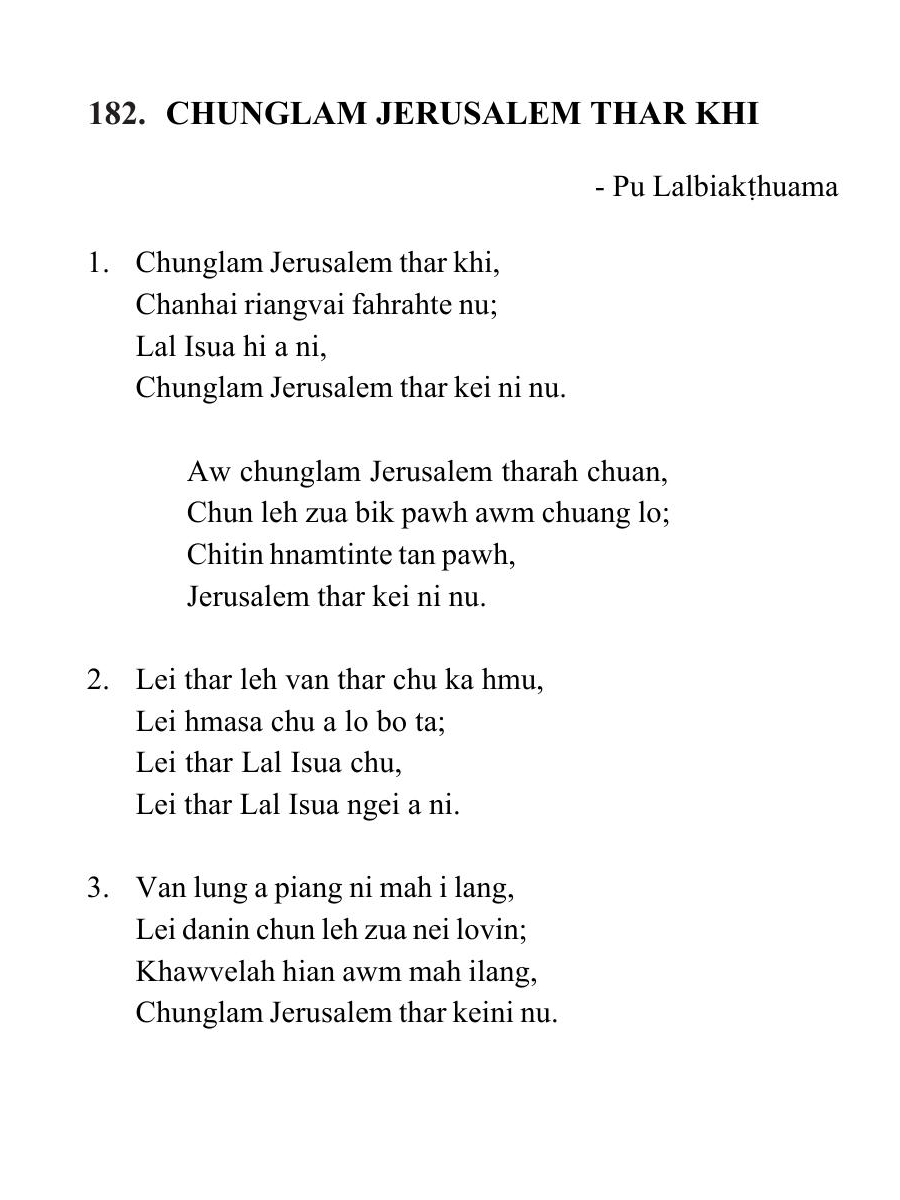 182. CHUNGLAM JERUSALEM THAR KHI
- Pu Lalbiakṭhuama
1. Chunglam Jerusalem thar khi,
Chanhai riangvai fahrahte nu;
Lal Isua hi a ni,
Chunglam Jerusalem thar kei ni nu.
Aw chunglam Jerusalem tharah chuan,
Chun leh zua bik pawh awm chuang lo;
Chitin hnamtinte tan pawh,
Jerusalem thar kei ni nu.
2. Lei thar leh van thar chu ka hmu,
Lei hmasa chu a lo bo ta;
Lei thar Lal Isua chu,
Lei thar Lal Isua ngei a ni.
3. Van lung a piang ni mah i lang,
Lei danin chun leh zua nei lovin;
Khawvelah hian awm mah ilang,
Chunglam Jerusalem thar keini nu.